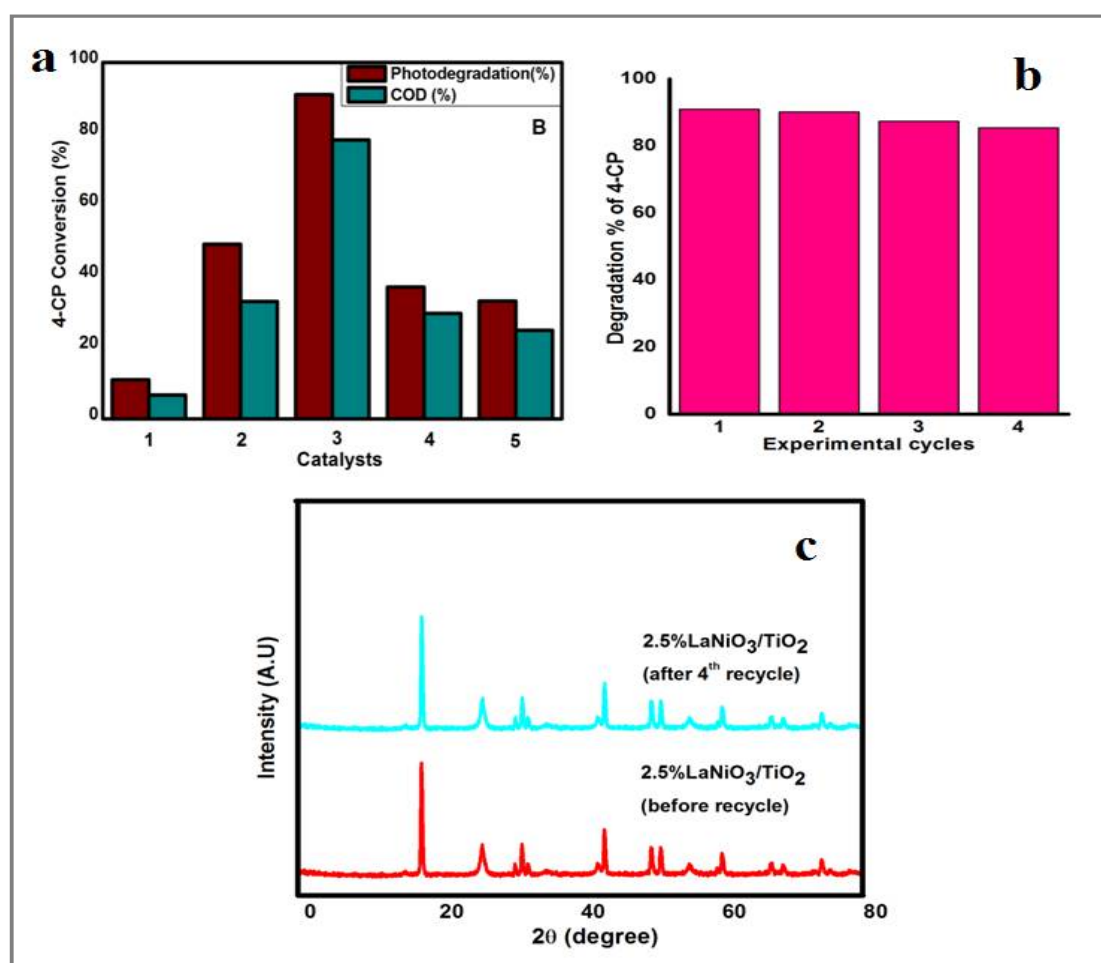 a
100
80
60
40
20
0
4-CP Conversion (%)
Photodegradation(%)
COD (%)
B
1 2 3 4 5
Catalysts
b
100
80
60
40
20
0
Degradation % of 4-CP
1 2 3 4
Experimental cycles
c
Intensity (A.U)
2.5%LaNiO₃/TiO₂
(after 4ᵗʰ recycle)
2.5%LaNiO₃/TiO₂
(before recycle)
0 20 40 60 80
2θ (degree)